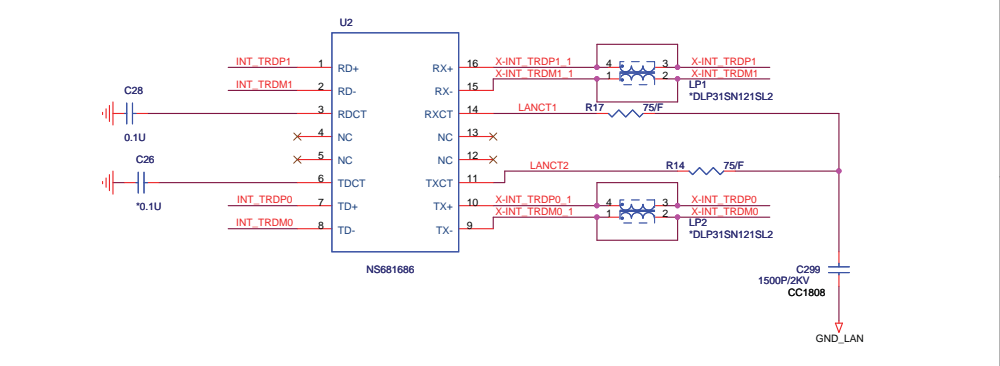 U2
INT_TRDP1 1 RD+ RX+ 16 X-INT_TRDP1_1 4 3 X-INT_TRDP1
INT_TRDM1 2 RD- RX- 15 X-INT_TRDM1_1 1 2 X-INT_TRDM1
LP1
*DLP31SN121SL2
C28
0.1U
3 RDCT RXCT 14 LANCT1 R17 75/F
4 NC NC 13
5 NC NC 12
C26
*0.1U
6 TDCT TXCT 11 LANCT2 R14 75/F
INT_TRDP0 7 TD+ TX+ 10 X-INT_TRDP0_1 4 3 X-INT_TRDP0
INT_TRDM0 8 TD- TX- 9 X-INT_TRDM0_1 1 2 X-INT_TRDM0
LP2
*DLP31SN121SL2
NS681686
C299
1500P/2KV
CC1808
GND_LAN